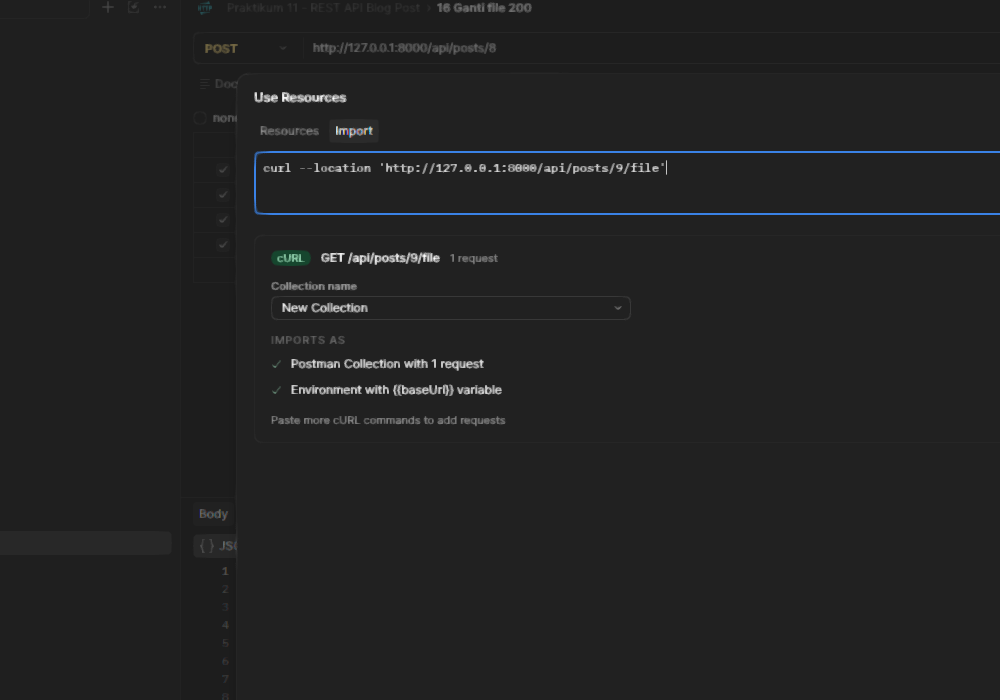 Praktikum 11 - REST API Blog Post › 16 Ganti file 200
POST
http://127.0.0.1:8000/api/posts/8
Use Resources
Resources
Import
curl --location 'http://127.0.0.1:8000/api/posts/9/file'
cURL GET /api/posts/9/file 1 request
Collection name
New Collection
IMPORTS AS
Postman Collection with 1 request
Environment with {{baseUrl}} variable
Paste more cURL commands to add requests
Body
{ }
1
2
3
4
5
6
7
8